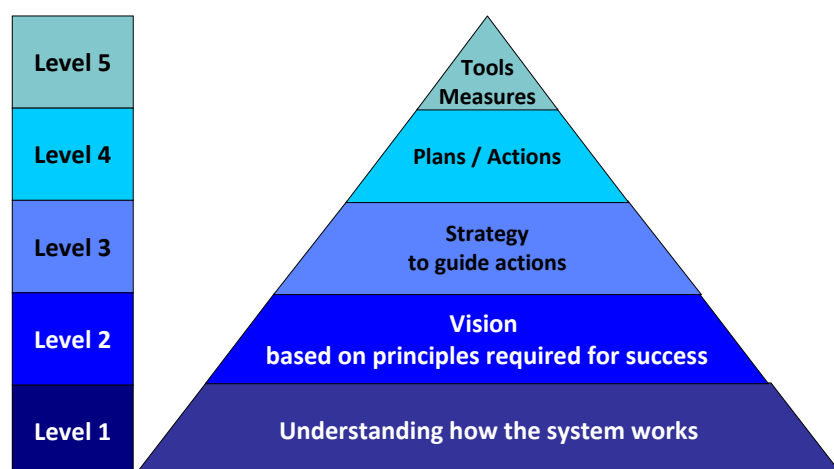 Level 5
Tools
Measures
Level 4
Plans / Actions
Level 3
Strategy
to guide actions
Level 2
Vision
based on principles required for success
Level 1
Understanding how the system works